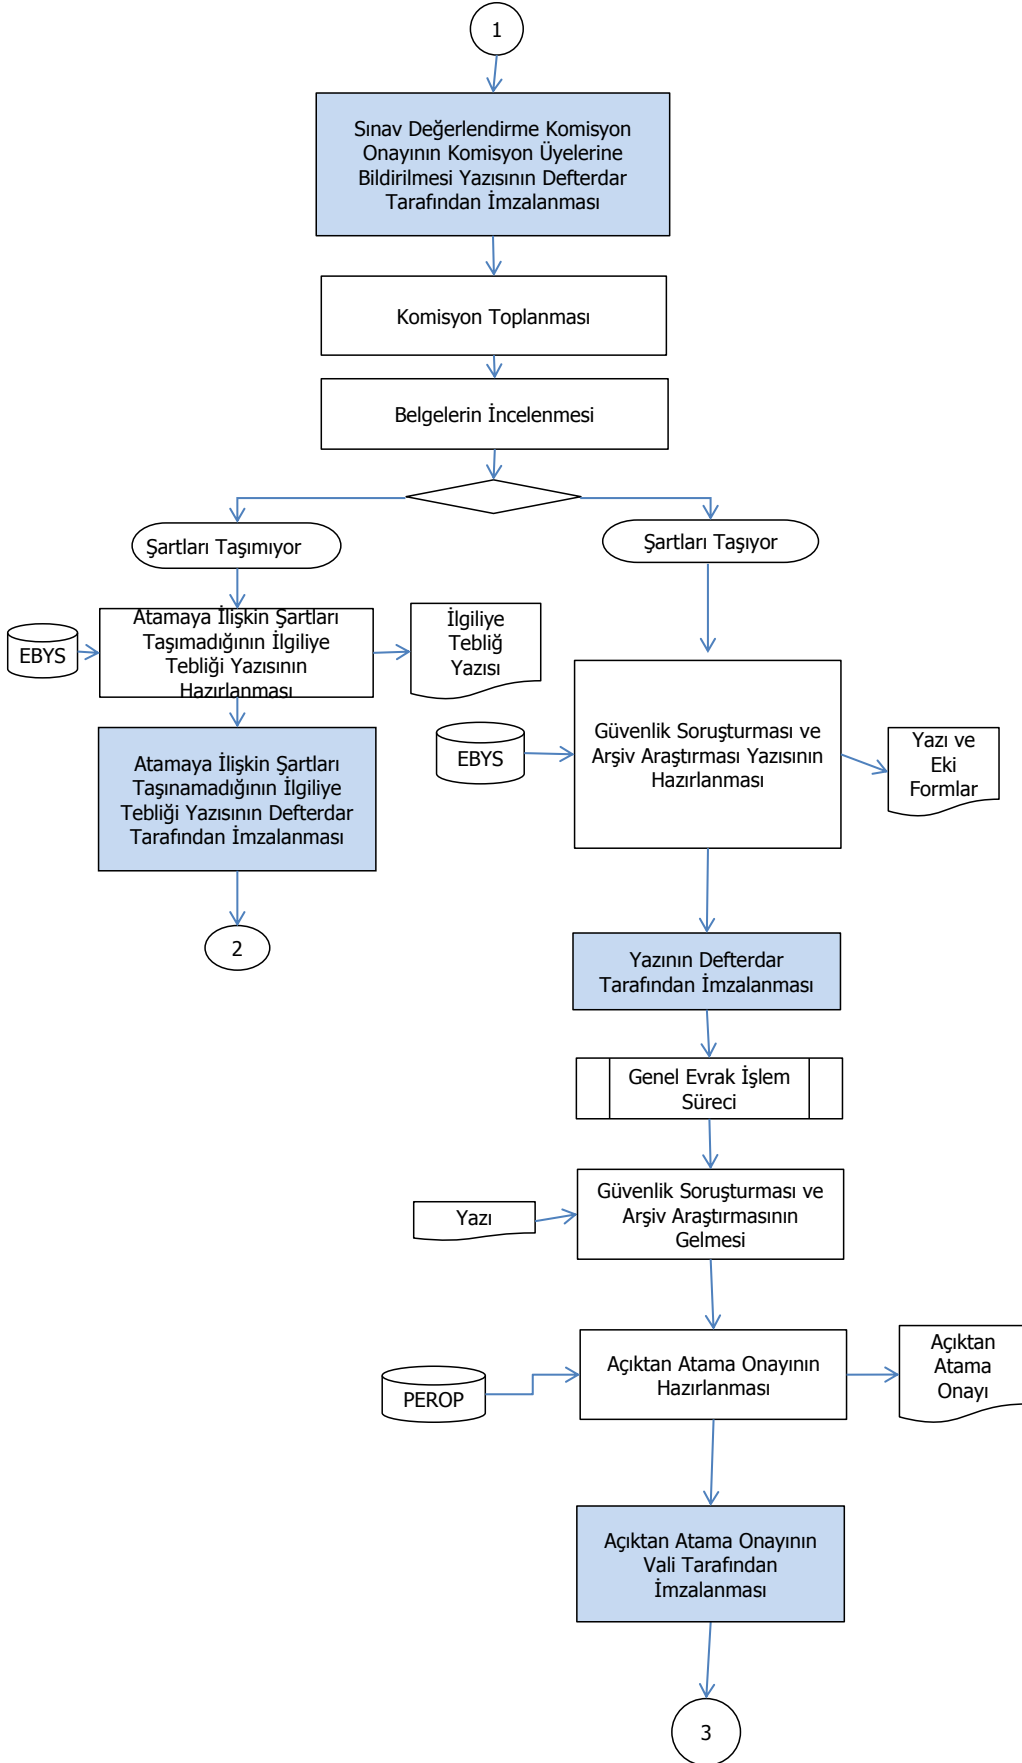 1
Sınav Değerlendirme Komisyon
Onayının Komisyon Üyelerine
Bildirilmesi Yazısının Defterdar
Tarafından İmzalanması
Komisyon Toplanması
Belgelerin İncelenmesi
Şartları Taşımıyor
Şartları Taşıyor
EBYS
Atamaya İlişkin Şartları
Taşımadığının İlgiliye
Tebliği Yazısının
Hazırlanması
İlgiliye
Tebliğ
Yazısı
Atamaya İlişkin Şartları
Taşınamadığının İlgiliye
Tebliği Yazısının Defterdar
Tarafından İmzalanması
2
EBYS
Güvenlik Soruşturması ve
Arşiv Araştırması Yazısının
Hazırlanması
Yazı ve
Eki
Formlar
Yazının Defterdar
Tarafından İmzalanması
Genel Evrak İşlem
Süreci
Yazı
Güvenlik Soruşturması ve
Arşiv Araştırmasının
Gelmesi
PEROP
Açıktan Atama Onayının
Hazırlanması
Açıktan
Atama
Onayı
Açıktan Atama Onayının
Vali Tarafından
İmzalanması
3